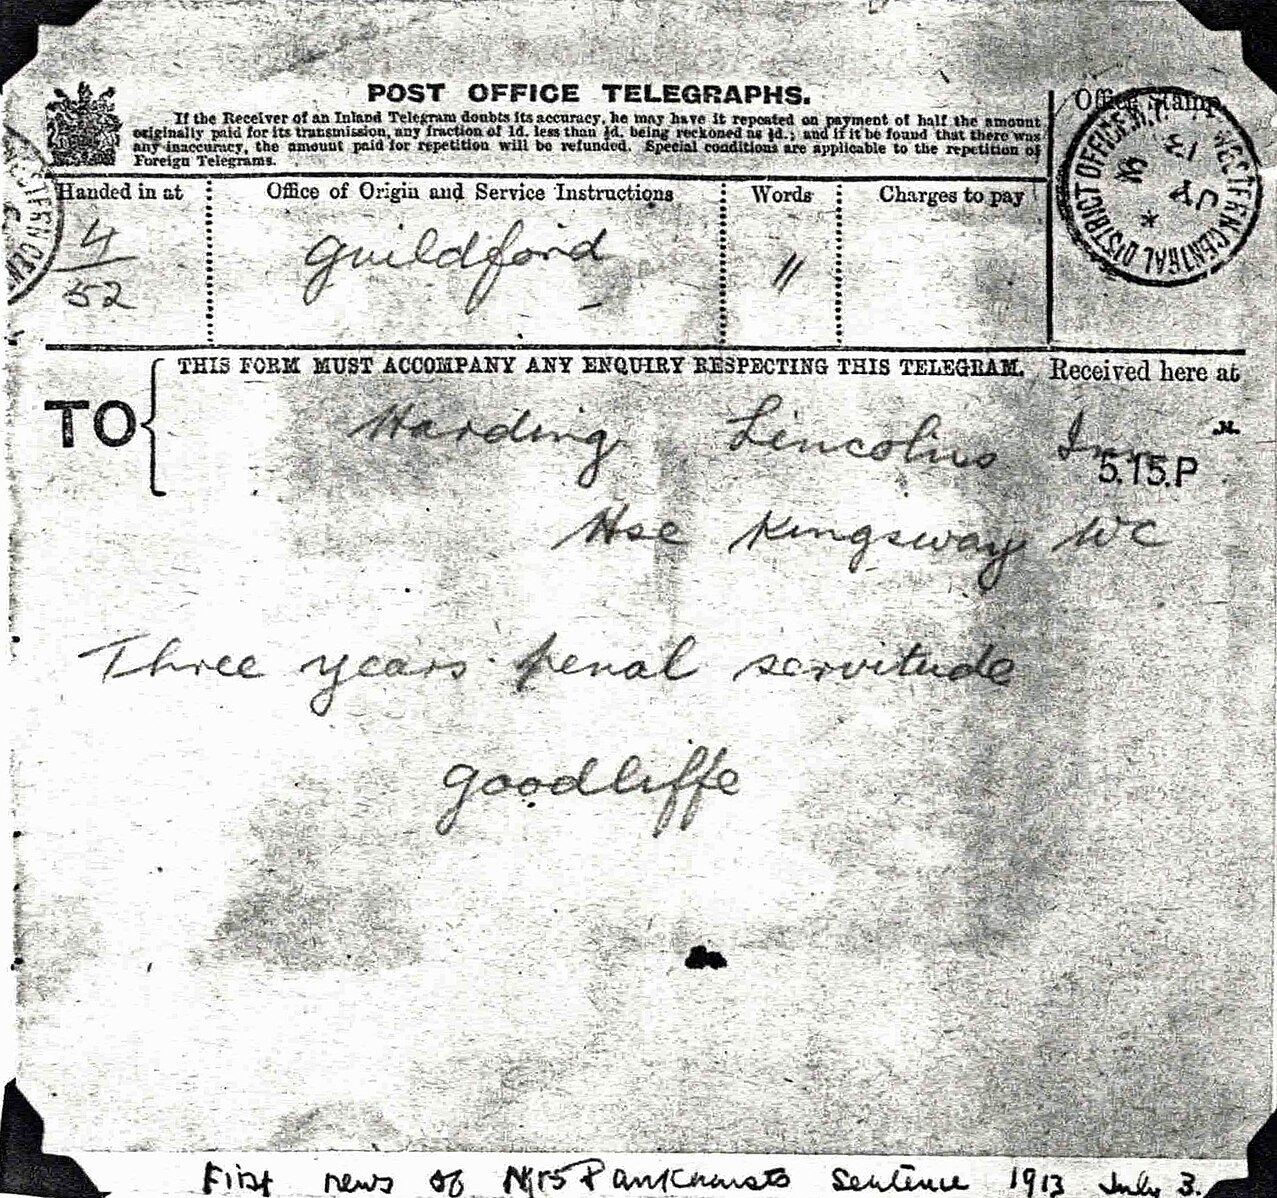 POST OFFICE TELEGRAPHS.
If the Receiver of an Inland Telegram doubts its accuracy, he may have it repeated on payment of half the amount
originally paid for its transmission, any fraction of 1d. less than ½d. being reckoned as ½d.; and if it be found that there was
any inaccuracy, the amount paid for repetition will be refunded. Special conditions are applicable to the repetition of
Foreign Telegrams.
Office Stamp.
WESTERN CENTRAL DISTRICT OFFICE
13
Handed in at
Office of Origin and Service Instructions
Words
Charges to pay
4
52
Guildford
11
THIS FORM MUST ACCOMPANY ANY ENQUIRY RESPECTING THIS TELEGRAM.
Received here at
TO
Harding Lincolns Inn
5.15.P
Hse Kingsway WC
Three years penal servitude
Goodliffe
First news of Mrs Pankhursts sentence 1913 July 3.